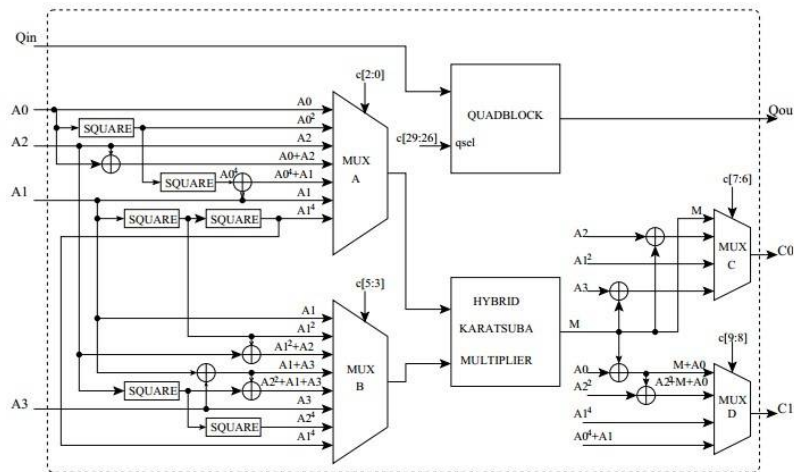 Qin
c[2:0]
A0
A0
SQUARE
A0²
QUADBLOCK
Qout
A2
A2
MUX
c[29:26]
qsel
A0+A2
A
SQUARE
A0⁴
A0⁴+A1
c[7:6]
A1
A1
M
SQUARE
SQUARE
A1⁴
A2
MUX
C0
A1²
C
c[5:3]
HYBRID
A3
A1
KARATSUBA
M
A1²
c[9:8]
MULTIPLIER
A1²+A2
MUX
A1+A3
A0
M+A0
B
SQUARE
A2²+A1+A3
A2²
A2²+M+A0
MUX
A3
A3
D
C1
SQUARE
A2⁴
A1⁴
A1⁴
A0⁴+A1